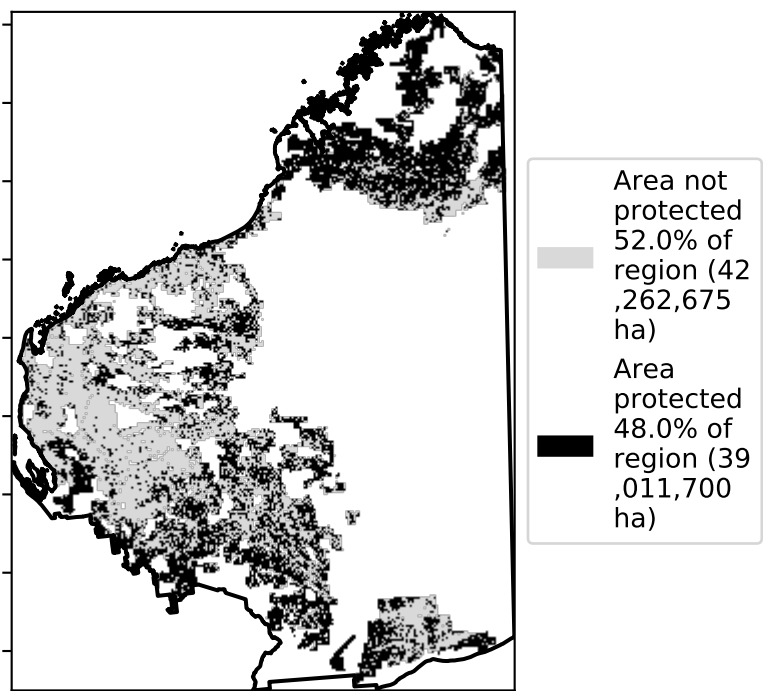 Area not
protected
52.0% of
region (42
,262,675
ha)
Area
protected
48.0% of
region (39
,011,700
ha)